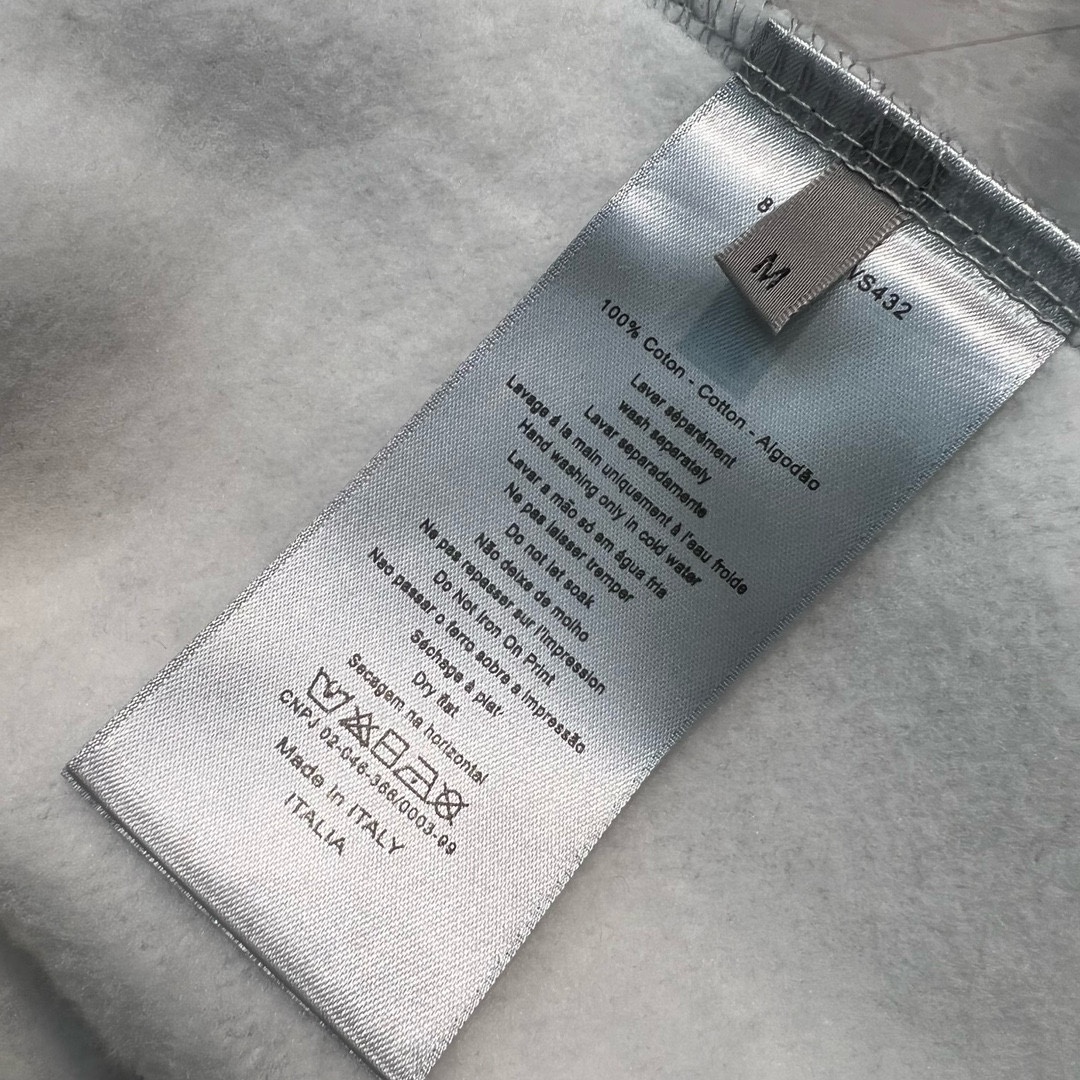 M
8
VS432
100% Coton - Cotton - Algodão
Laver séparément
wash separately
Lavar separadamente
Lavage à la main uniquement à l'eau froide
Hand washing only in cold water
Lavar a mão só em água fria
Ne pas laisser tremper
Do not let soak
Não deixe de molho
Ne pas repasser sur l'impression
Do Not Iron On Print
Nao passar o ferro sobre a impressão
Séchage à plat
Dry flat
Secagem na horizontal
CNPJ 02-046-366/0003-09
Made in ITALY
ITALIA